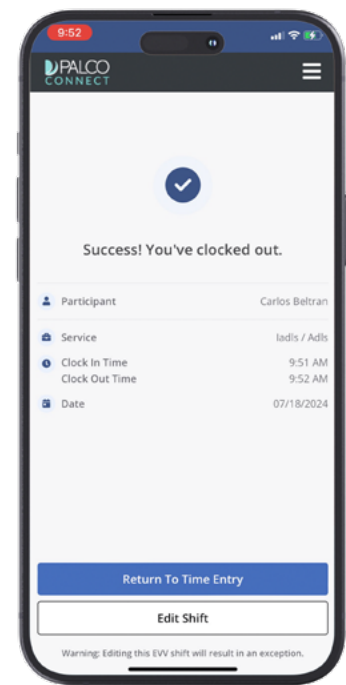 9:52
PALCO
CONNECT
Success! You've clocked out.
Participant Carlos Beltran
Service Iadls / Adls
Clock In Time 9:51 AM
Clock Out Time 9:52 AM
Date 07/18/2024
Return To Time Entry
Edit Shift
Warning: Editing this EVV shift will result in an exception.